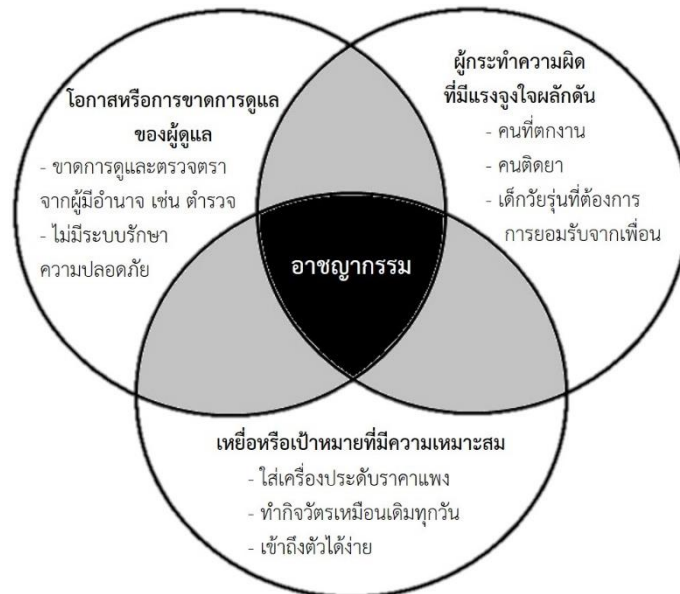 โอกาสหรือการขาดการดูแล
ของผู้ดูแล
- ขาดการดูและตรวจตรา
จากผู้มีอำนาจ เช่น ตำรวจ
- ไม่มีระบบรักษา
ความปลอดภัย
ผู้กระทำความผิด
ที่มีแรงจูงใจผลักดัน
- คนที่ตกงาน
- คนติดยา
- เด็กวัยรุ่นที่ต้องการ
การยอมรับจากเพื่อน
อาชญากรรม
เหยื่อหรือเป้าหมายที่มีความเหมาะสม
- ใส่เครื่องประดับราคาแพง
- ทำกิจวัตรเหมือนเดิมทุกวัน
- เข้าถึงตัวได้ง่าย